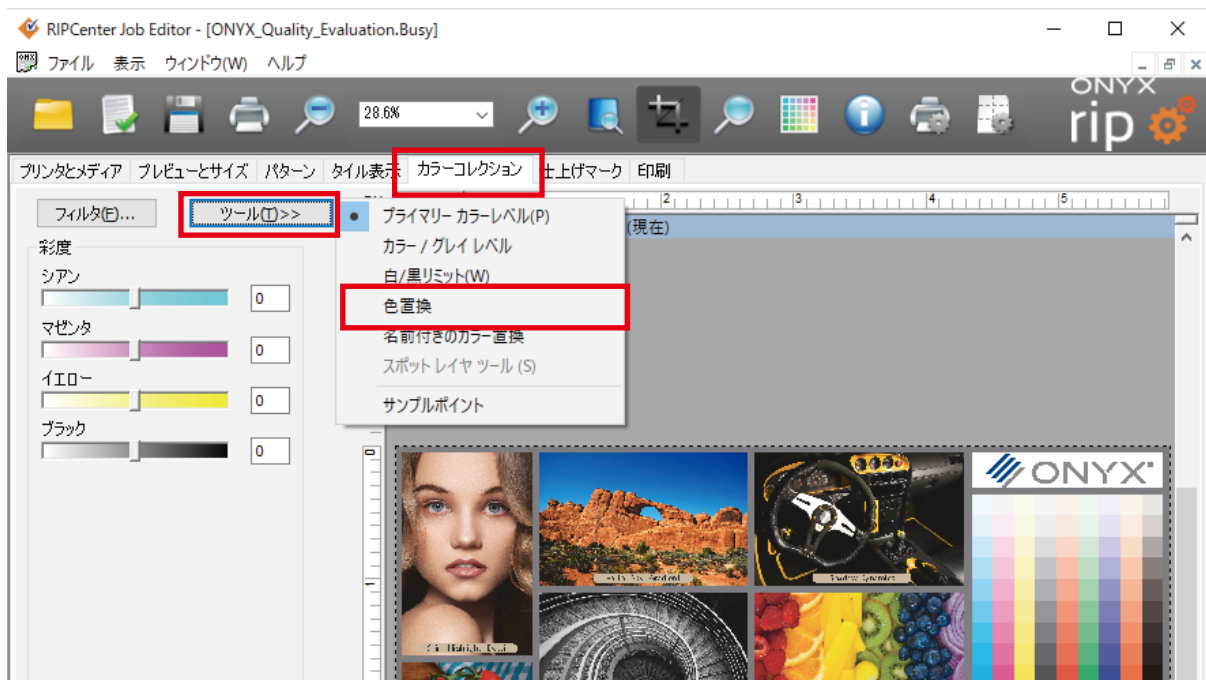 RIPCenter Job Editor - [ONYX_Quality_Evaluation.Busy]
ファイル 表示 ウィンドウ(W) ヘルプ
28.6%
ONYX
rip
プリンタとメディア プレビューとサイズ パターン タイル表示 カラーコレクション 仕上げマーク 印刷
フィルタ(F)... ツール(T)>>
2 3 4 5
(現在)
プライマリー カラーレベル(P)
カラー / グレイ レベル
白/黒リミット(W)
色置換
名前付きのカラー置換
スポット レイヤ ツール (S)
サンプルポイント
彩度
シアン
0
マゼンタ
0
イエロー
0
ブラック
0
0
1
ONYX
Shadow Dynamics